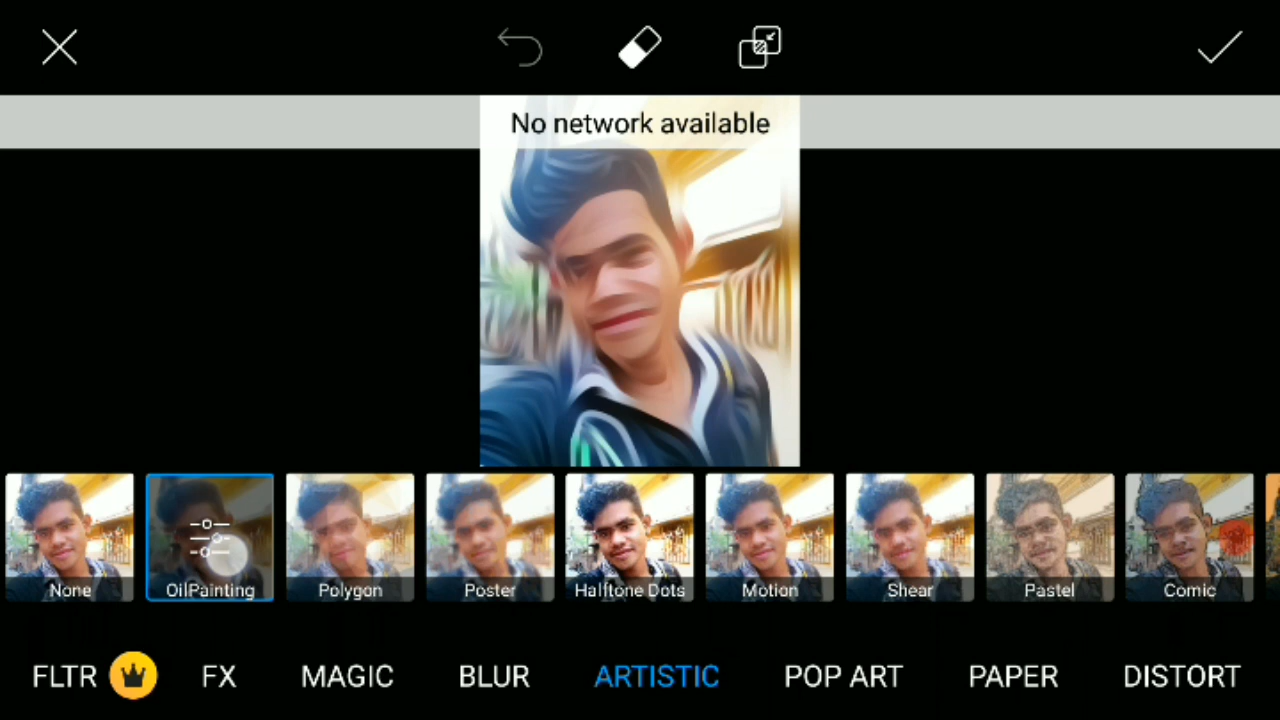 No network available
None
OilPainting
Polygon
Poster
Halftone Dots
Motion
Shear
Pastel
Comic
FLTR FX MAGIC BLUR ARTISTIC POP ART PAPER DISTORT